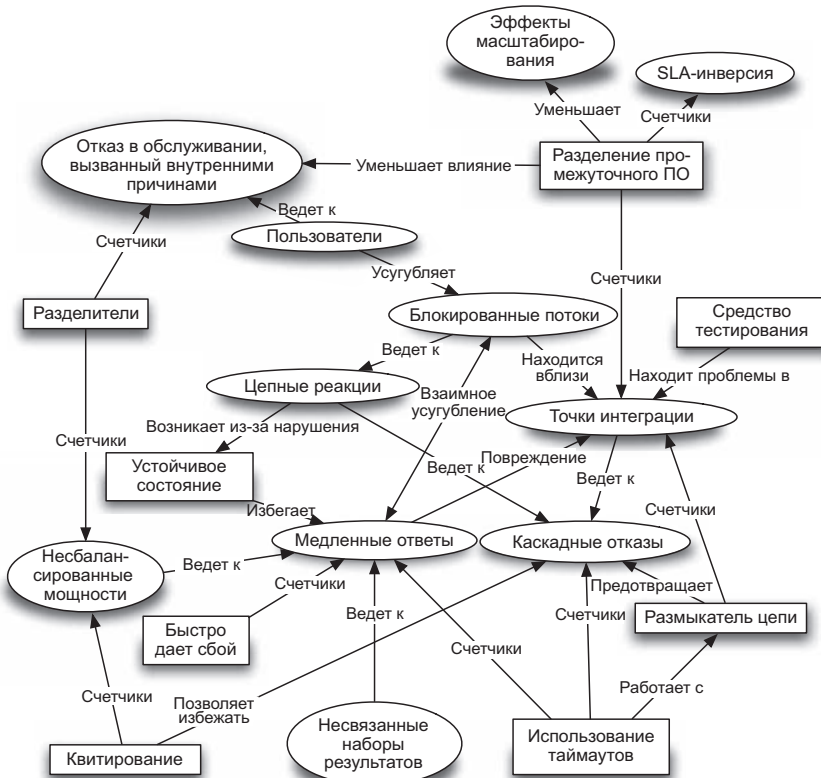 Эффекты
масштабиро-
вания
SLA-инверсия
Уменьшает
Счетчики
Отказ в обслуживании,
вызванный внутренними
причинами
Уменьшает влияние
Разделение про-
межуточного ПО
Ведет к
Пользователи
Счетчики
Усугубляет
Счетчики
Разделители
Блокированные потоки
Средство
тестирования
Ведет к
Находится
вблизи
Находит проблемы в
Цепные реакции
Взаимное
усугубление
Точки интеграции
Возникает из-за нарушения
Счетчики
Устойчивое
состояние
Ведет к
Повреждение
Ведет к
Счетчики
Избегает
Медленные ответы
Каскадные отказы
Несбалан-
сированные
мощности
Ведет к
Счетчики
Предотвращает
Быстро
дает сбой
Ведет к
Счетчики
Размыкатель цепи
Счетчики
Счетчики
Позволяет
избежать
Работает с
Квитирование
Несвязанные
наборы
результатов
Использование
таймаутов